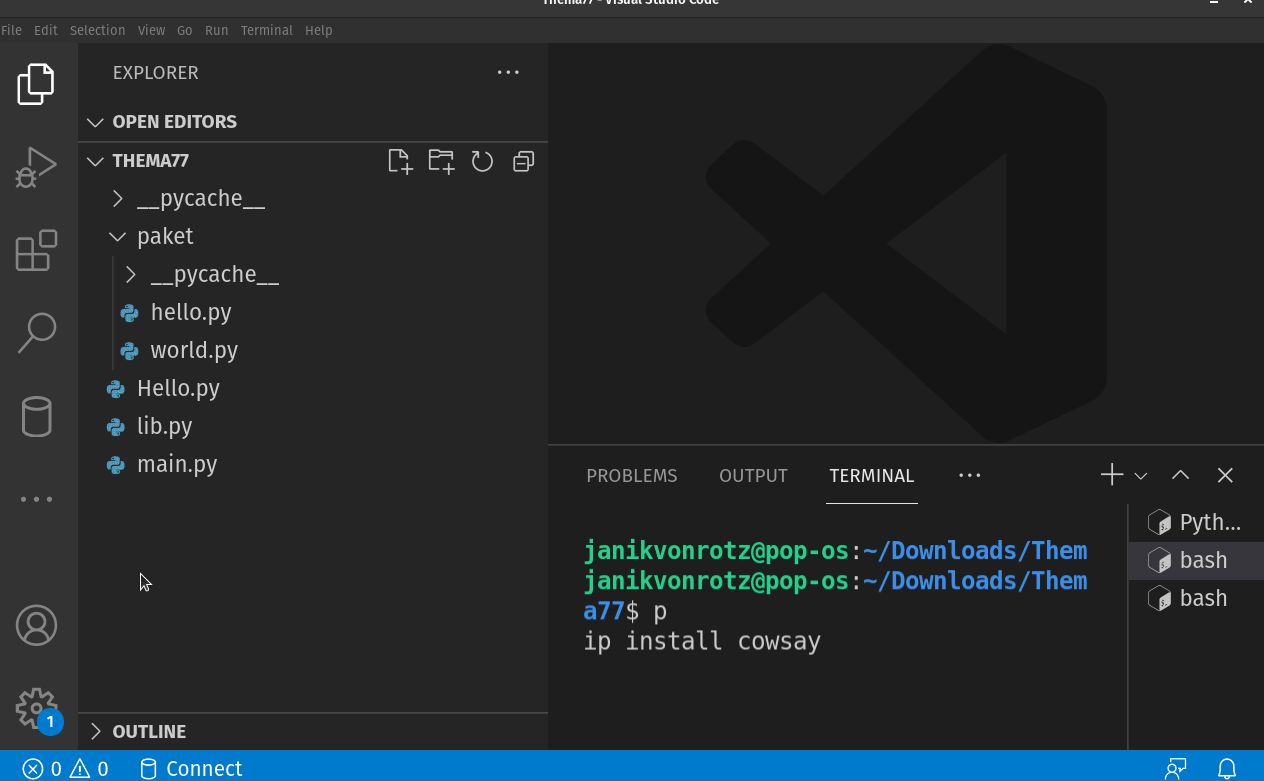 Thema77 - Visual Studio Code
File Edit Selection View Go Run Terminal Help
EXPLORER
OPEN EDITORS
THEMA77
__pycache__
paket
__pycache__
hello.py
world.py
Hello.py
lib.py
main.py
OUTLINE
PROBLEMS OUTPUT TERMINAL
janikvonrotz@pop-os:~/Downloads/Them
janikvonrotz@pop-os:~/Downloads/Them
a77$ p
ip install cowsay
Pyth...
bash
bash
1
0 0 Connect